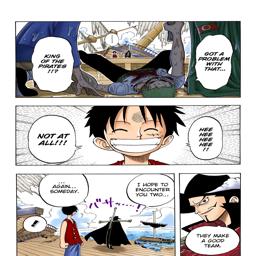 GOT A
PROBLEM
WITH
THAT...
KING
OF THE
PIRATES
!!?
HEE
HEE
HEE
HEE
!!
NOT AT
ALL!!!
THEY MAKE
A GOOD
TEAM.
I HOPE TO
ENCOUNTER
YOU TWO...
AGAIN...
SOMEDAY.